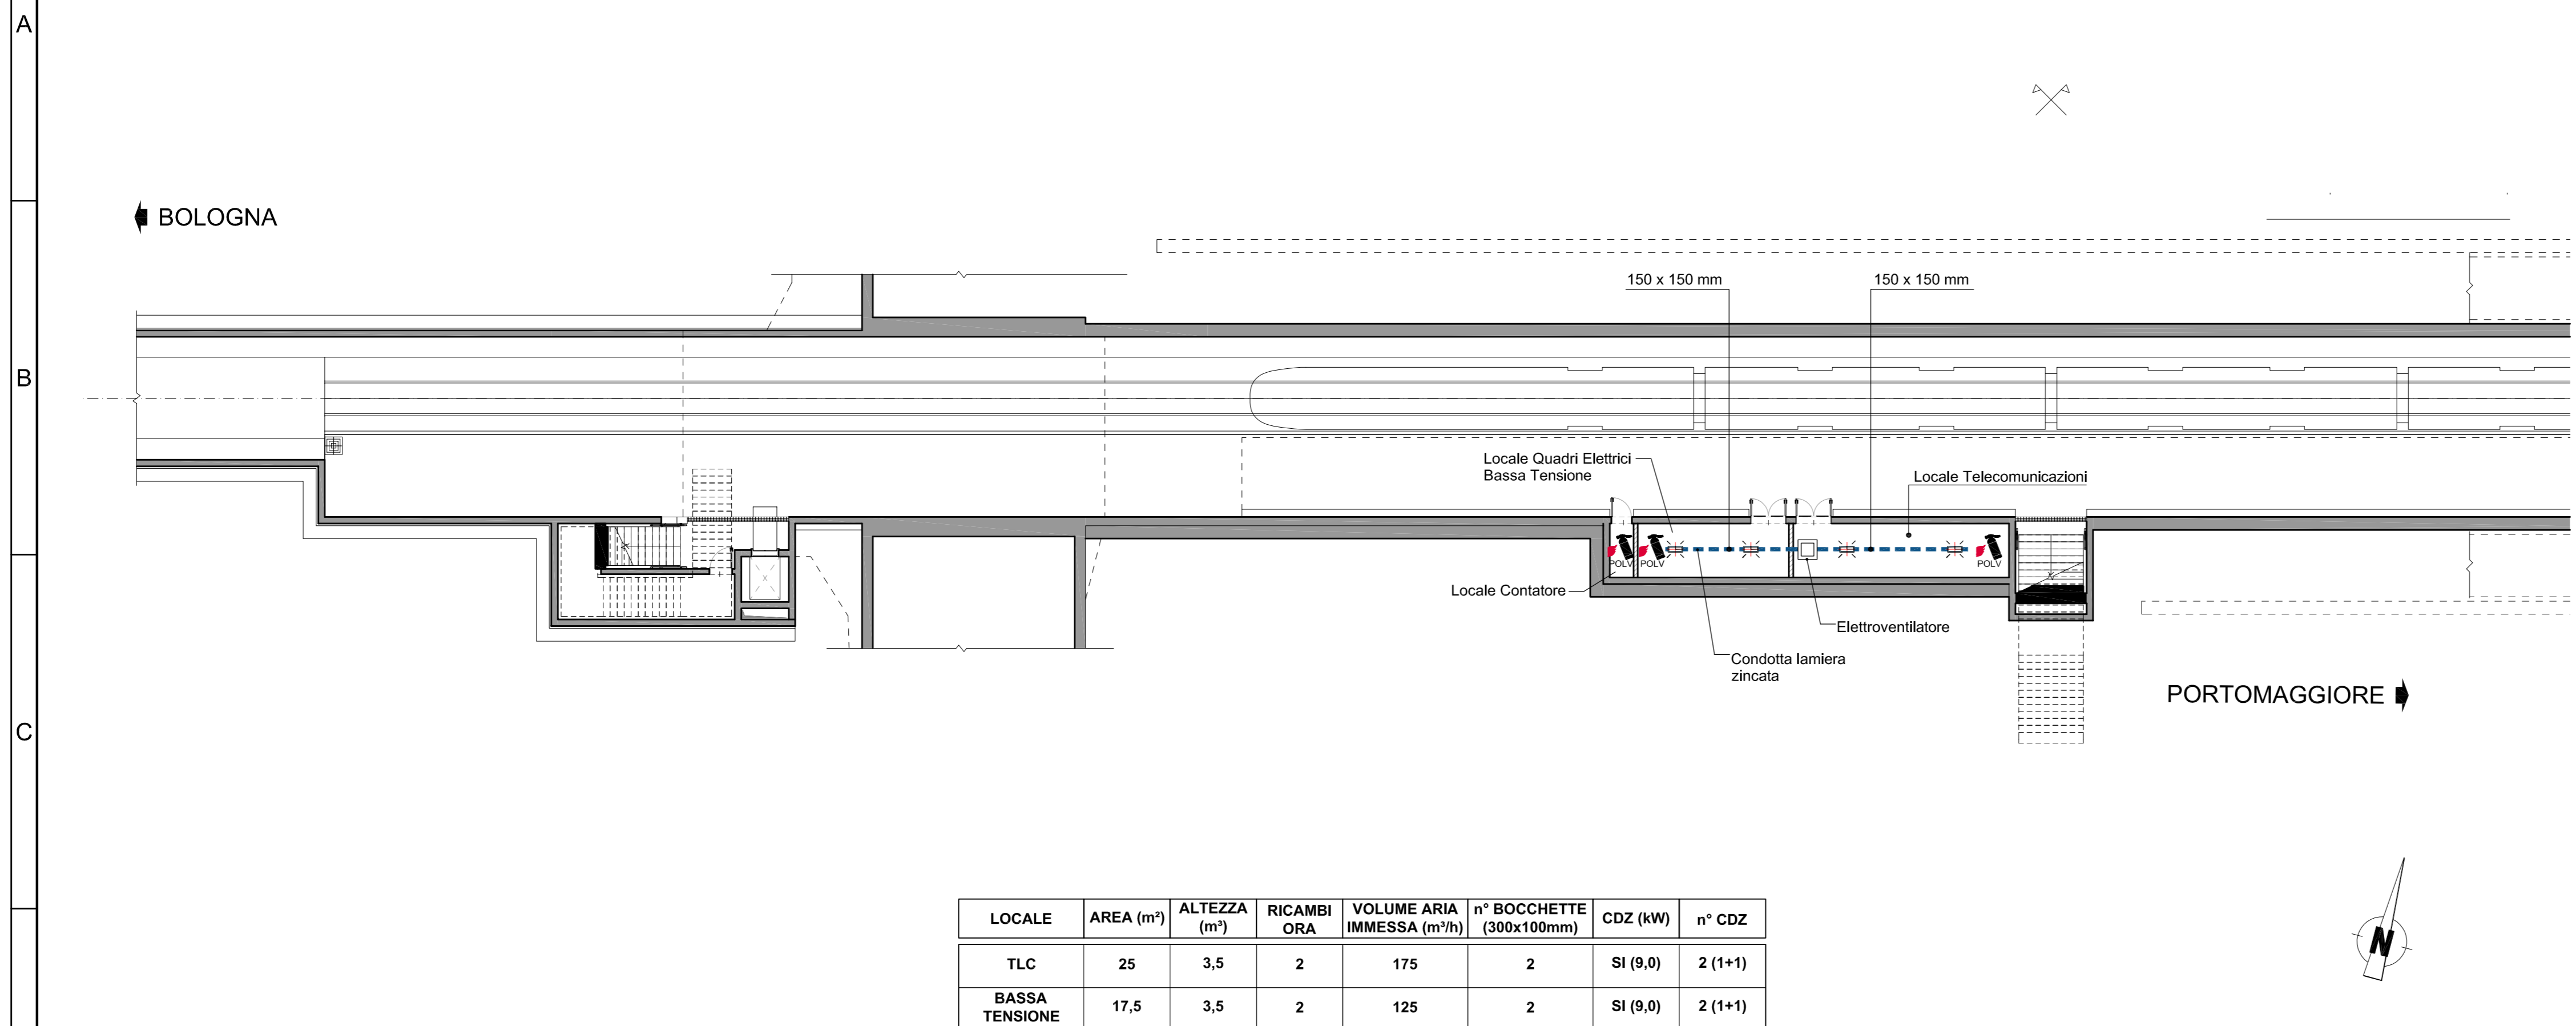 A
BOLOGNA
150 x 150 mm
150 x 150 mm
B
Locale Quadri Elettrici
Bassa Tensione
Locale Telecomunicazioni
POLV
POLV
POLV
Locale Contatore
Elettroventilatore
Condotta lamiera
zincata
PORTOMAGGIORE
C
LOCALE AREA (m²) ALTEZZA (m³) RICAMBI ORA VOLUME ARIA IMMESSA (m³/h) n° BOCCHETTE (300x100mm) CDZ (kW) n° CDZ
TLC 25 3,5 2 175 2 SI (9,0) 2 (1+1)
BASSA TENSIONE 17,5 3,5 2 125 2 SI (9,0) 2 (1+1)
N